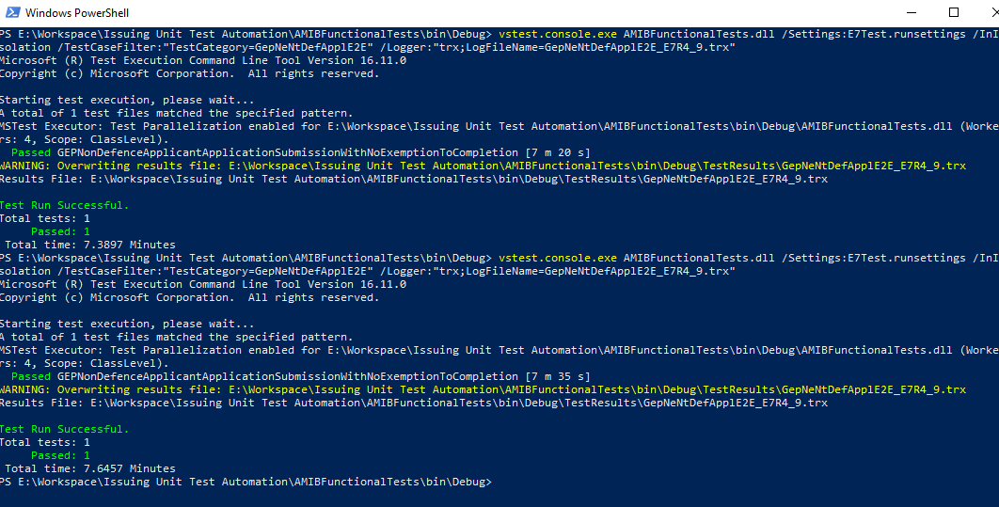 Windows PowerShell
PS E:\Workspace\Issuing Unit Test Automation\AMIBFunctionalTests\bin\Debug> vstest.console.exe AMIBFunctionalTests.dll /Settings:E7Test.runsettings /InI
solation /TestCaseFilter:"TestCategory=GepNeNtDefApplE2E" /Logger:"trx;LogFileName=GepNeNtDefApplE2E_E7R4_9.trx"
Microsoft (R) Test Execution Command Line Tool Version 16.11.0
Copyright (c) Microsoft Corporation.  All rights reserved.

Starting test execution, please wait...
A total of 1 test files matched the specified pattern.
MSTest Executor: Test Parallelization enabled for E:\Workspace\Issuing Unit Test Automation\AMIBFunctionalTests\bin\Debug\AMIBFunctionalTests.dll (Worke
rs: 4, Scope: ClassLevel).
  Passed GEPNonDefenceApplicantApplicationSubmissionWithNoExemptionToCompletion [7 m 20 s]
WARNING: Overwriting results file: E:\Workspace\Issuing Unit Test Automation\AMIBFunctionalTests\bin\Debug\TestResults\GepNeNtDefApplE2E_E7R4_9.trx
Results File: E:\Workspace\Issuing Unit Test Automation\AMIBFunctionalTests\bin\Debug\TestResults\GepNeNtDefApplE2E_E7R4_9.trx

Test Run Successful.
Total tests: 1
     Passed: 1
 Total time: 7.3897 Minutes
PS E:\Workspace\Issuing Unit Test Automation\AMIBFunctionalTests\bin\Debug> vstest.console.exe AMIBFunctionalTests.dll /Settings:E7Test.runsettings /InI
solation /TestCaseFilter:"TestCategory=GepNeNtDefApplE2E" /Logger:"trx;LogFileName=GepNeNtDefApplE2E_E7R4_9.trx"
Microsoft (R) Test Execution Command Line Tool Version 16.11.0
Copyright (c) Microsoft Corporation.  All rights reserved.

Starting test execution, please wait...
A total of 1 test files matched the specified pattern.
MSTest Executor: Test Parallelization enabled for E:\Workspace\Issuing Unit Test Automation\AMIBFunctionalTests\bin\Debug\AMIBFunctionalTests.dll (Worke
rs: 4, Scope: ClassLevel).
  Passed GEPNonDefenceApplicantApplicationSubmissionWithNoExemptionToCompletion [7 m 35 s]
WARNING: Overwriting results file: E:\Workspace\Issuing Unit Test Automation\AMIBFunctionalTests\bin\Debug\TestResults\GepNeNtDefApplE2E_E7R4_9.trx
Results File: E:\Workspace\Issuing Unit Test Automation\AMIBFunctionalTests\bin\Debug\TestResults\GepNeNtDefApplE2E_E7R4_9.trx

Test Run Successful.
Total tests: 1
     Passed: 1
 Total time: 7.6457 Minutes
PS E:\Workspace\Issuing Unit Test Automation\AMIBFunctionalTests\bin\Debug>